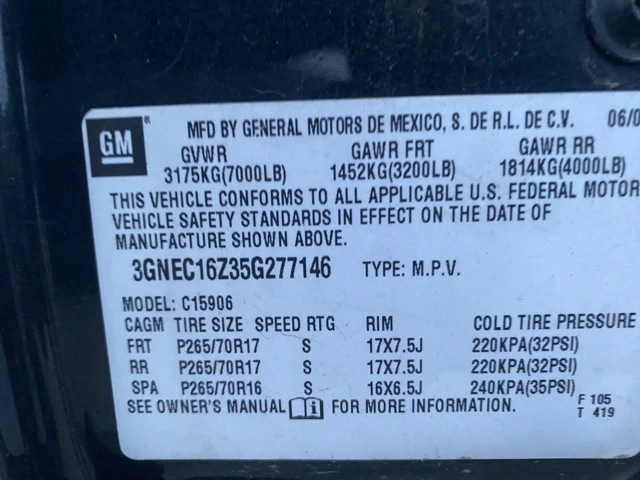 GM
MFD BY GENERAL MOTORS DE MEXICO, S. DE R.L. DE C.V. 06/0
GVWR GAWR FRT GAWR RR
3175KG(7000LB) 1452KG(3200LB) 1814KG(4000LB)
THIS VEHICLE CONFORMS TO ALL APPLICABLE U.S. FEDERAL MOTOR
VEHICLE SAFETY STANDARDS IN EFFECT ON THE DATE OF
MANUFACTURE SHOWN ABOVE.
3GNEC16Z35G277146 TYPE: M.P.V.
MODEL: C15906
CAGM TIRE SIZE SPEED RTG RIM COLD TIRE PRESSURE
FRT P265/70R17 S 17X7.5J 220KPA(32PSI)
RR P265/70R17 S 17X7.5J 220KPA(32PSI)
SPA P265/70R16 S 16X6.5J 240KPA(35PSI)
SEE OWNER'S MANUAL i FOR MORE INFORMATION. F 105
T 419